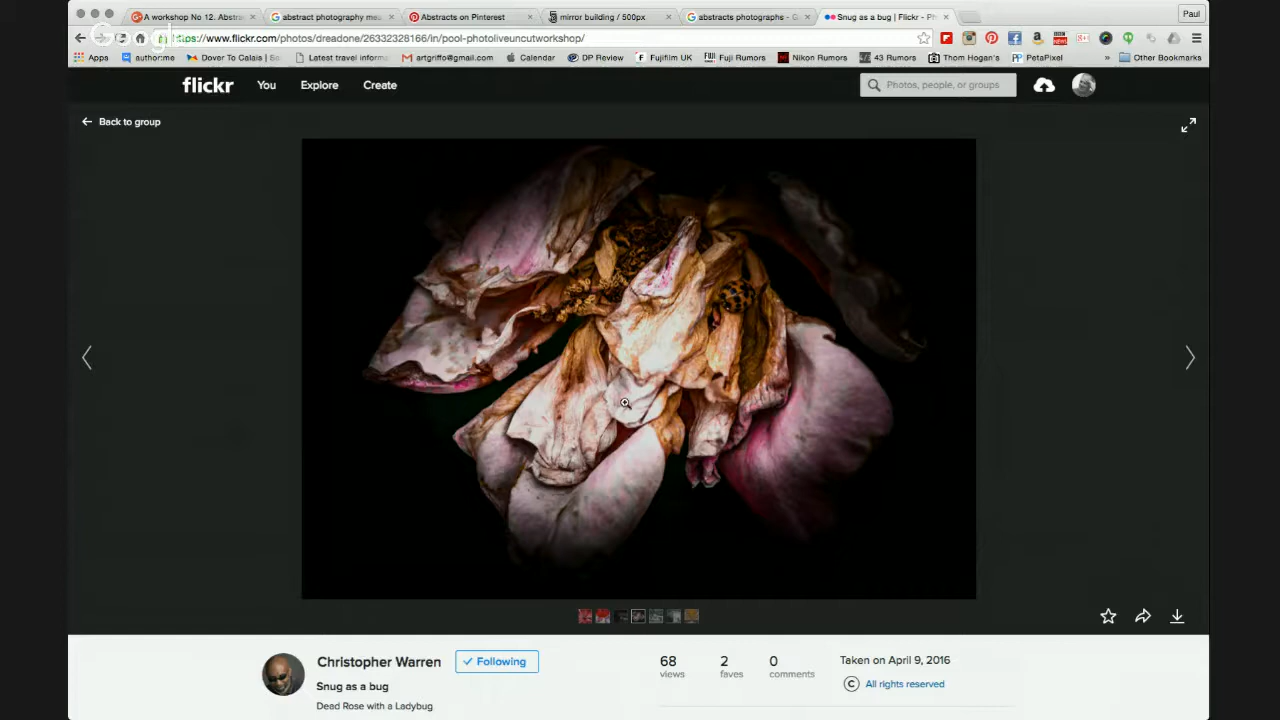 A workshop No 12. Abstra
abstract photography mea
Abstracts on Pinterest
mirror building / 500px
abstracts photographs - G
Snug as a bug | Flickr - Ph
Paul
https://www.flickr.com/photos/dreadone/26332328166/in/pool-photoliveuncutworkshop/
Apps
author:me
Dover To Calais | Se
Latest travel informa
artgriffo@gmail.com
Calendar
DP Review
Fujifilm UK
Fuji Rumors
Nikon Rumors
43 Rumors
Thom Hogan's
PetaPixel
»
Other Bookmarks
flickr
You
Explore
Create
Photos, people, or groups
Back to group
Christopher Warren
Following
Snug as a bug
Dead Rose with a Ladybug
68
views
2
faves
0
comments
Taken on April 9, 2016
All rights reserved